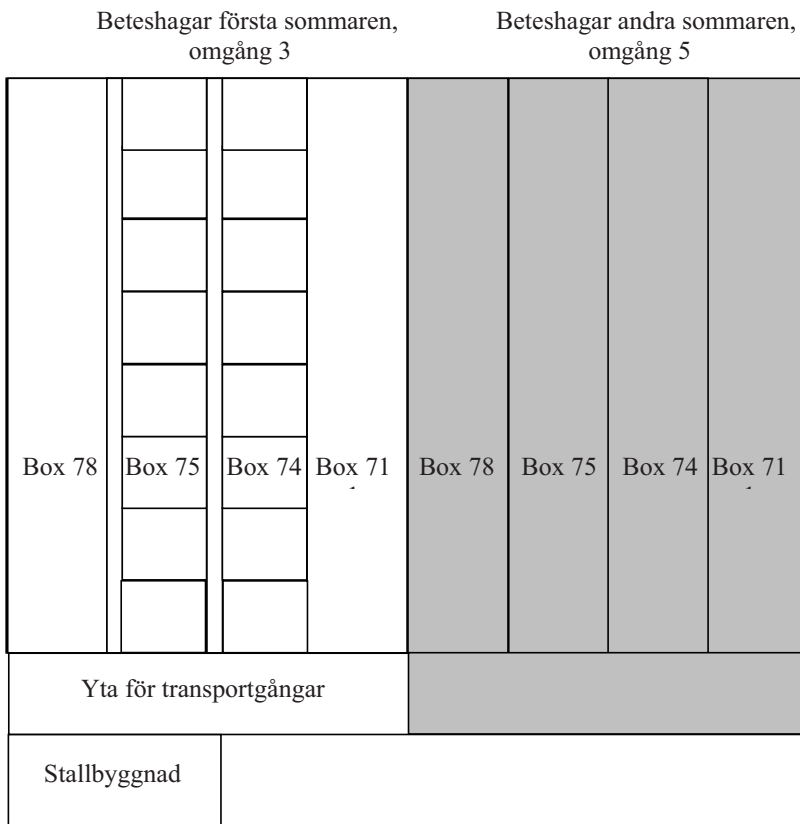 Beteshagar första sommaren,
omgång 3
Beteshagar andra sommaren,
omgång 5
Box 78 Box 75 Box 74 Box 71 Box 78 Box 75 Box 74 Box 71
Yta för transportgångar
Stallbyggnad